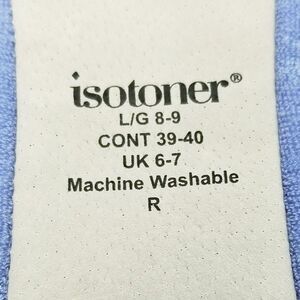 isotoner®
L/G 8-9
CONT 39-40
UK 6-7
Machine Washable
R